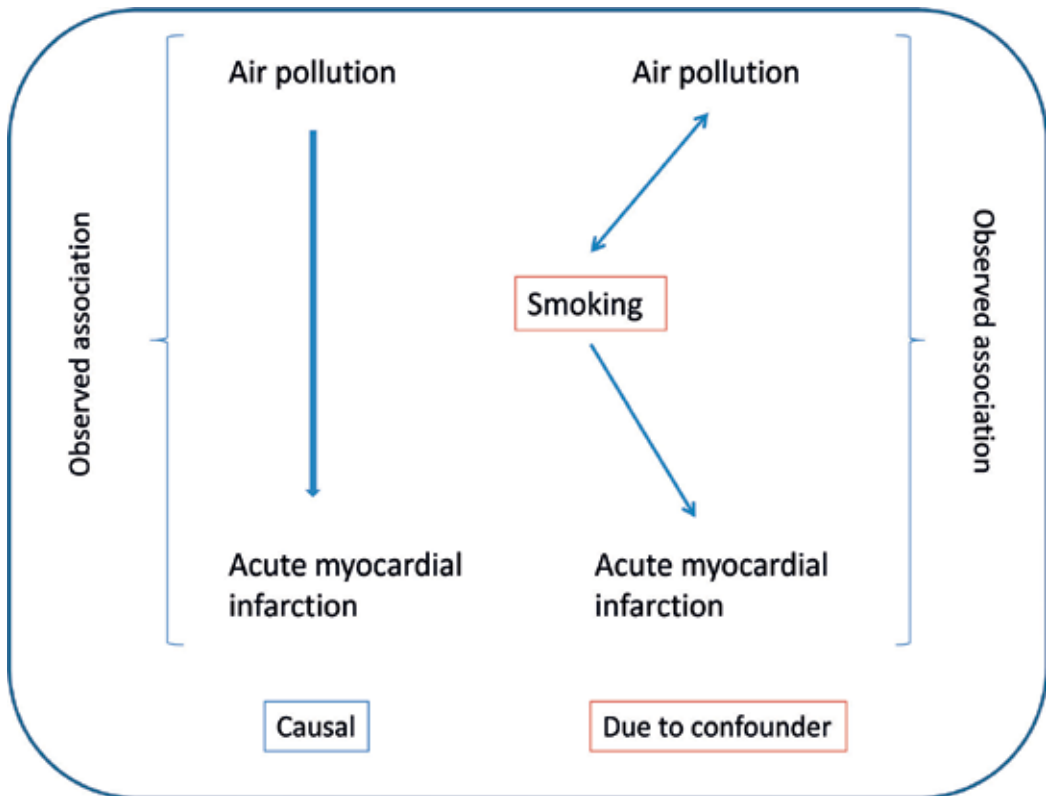 Observed association
Air pollution
Acute myocardial
infarction
Causal
Air pollution
Smoking
Acute myocardial
infarction
Due to confounder
Observed association